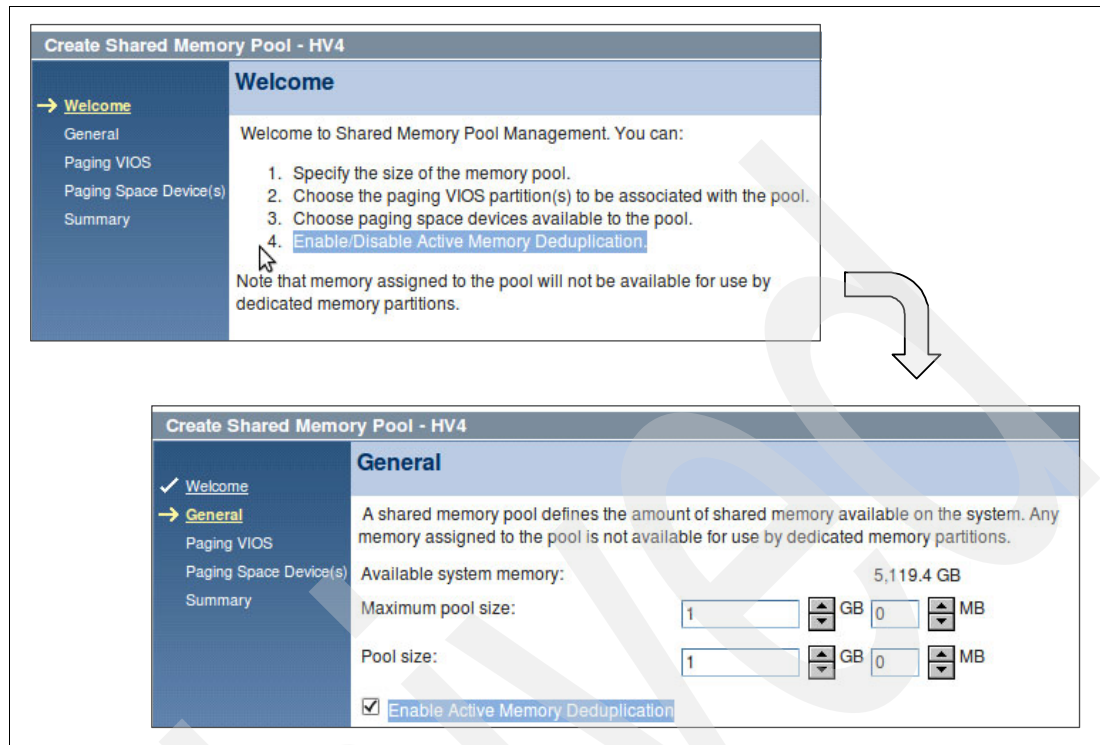 Create Shared Memory Pool - HV4
Welcome
General
Paging VIOS
Paging Space Device(s)
Summary
Welcome
Welcome to Shared Memory Pool Management. You can:
1. Specify the size of the memory pool.
2. Choose the paging VIOS partition(s) to be associated with the pool.
3. Choose paging space devices available to the pool.
4. Enable/Disable Active Memory Deduplication.
Note that memory assigned to the pool will not be available for use by
dedicated memory partitions.
Create Shared Memory Pool - HV4
Welcome
General
Paging VIOS
Paging Space Device(s)
Summary
General
A shared memory pool defines the amount of shared memory available on the system. Any
memory assigned to the pool is not available for use by dedicated memory partitions.
Available system memory: 5,119.4 GB
Maximum pool size: 1 GB 0 MB
Pool size: 1 GB 0 MB
Enable Active Memory Deduplication